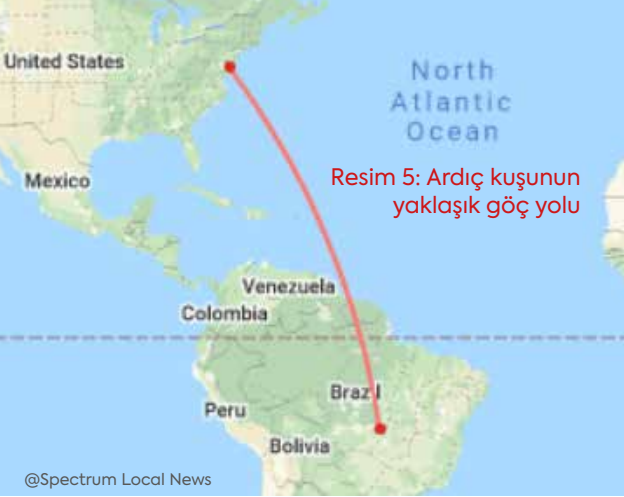 United States
North
Atlantic
Ocean
Mexico
Resim 5: Ardıç kuşunun
yaklaşık göç yolu
Venezuela
Colombia
Brazil
Peru
Bolivia
@Spectrum Local News